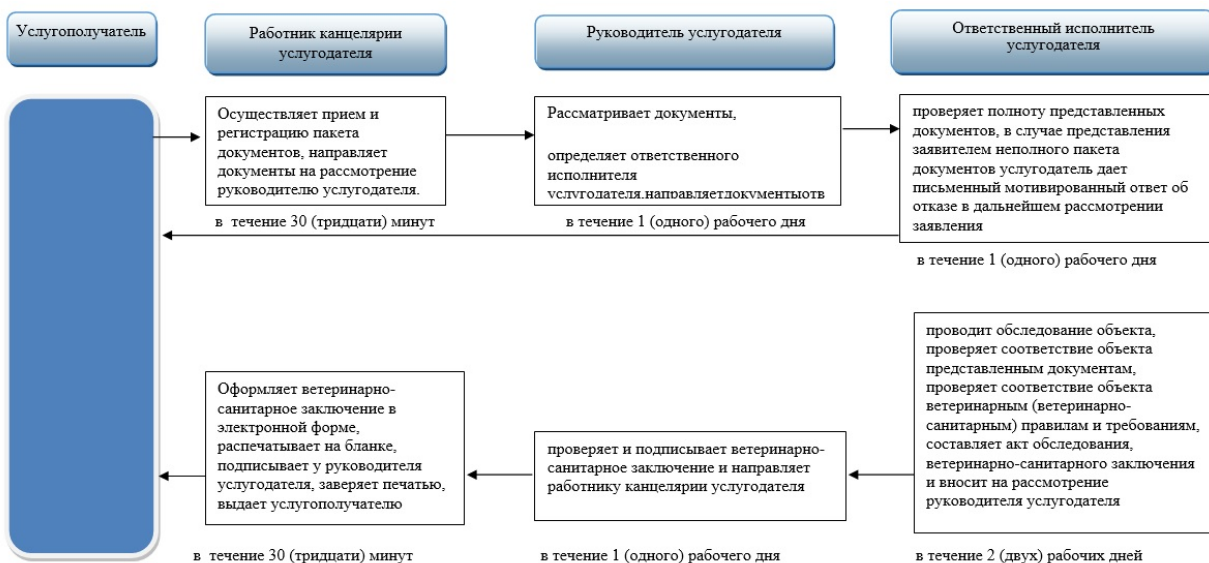 Услугополучатель
Работник канцелярии
услугодателя
Руководитель услугодателя
Ответственный исполнитель
услугодателя
Осуществляет прием и
регистрацию пакета
документов, направляет
документы на рассмотрение
руководителю услугодателя.
в течение 30 (тридцати) минут
Рассматривает документы,
определяет ответственного
исполнителя
услугодателя,направляетдокументыотв
в течение 1 (одного) рабочего дня
проверяет полноту представленных
документов, в случае представления
заявителем неполного пакета
документов услугодатель дает
письменный мотивированный ответ об
отказе в дальнейшем рассмотрении
заявления
в течение 1 (одного) рабочего дня
проводит обследование объекта,
проверяет соответствие объекта
представленным документам,
проверяет соответствие объекта
ветеринарным (ветеринарно-
санитарным) правилам и требованиям,
составляет акт обследования,
ветеринарно-санитарного заключения
и вносит на рассмотрение
руководителя услугодателя
в течение 2 (двух) рабочих дней
проверяет и подписывает ветеринарно-
санитарное заключение и направляет
работнику канцелярии услугодателя
в течение 1 (одного) рабочего дня
Оформляет ветеринарно-
санитарное заключение в
электронной форме,
распечатывает на бланке,
подписывает у руководителя
услугодателя, заверяет печатью,
выдает услугополучателю
в течение 30 (тридцати) минут